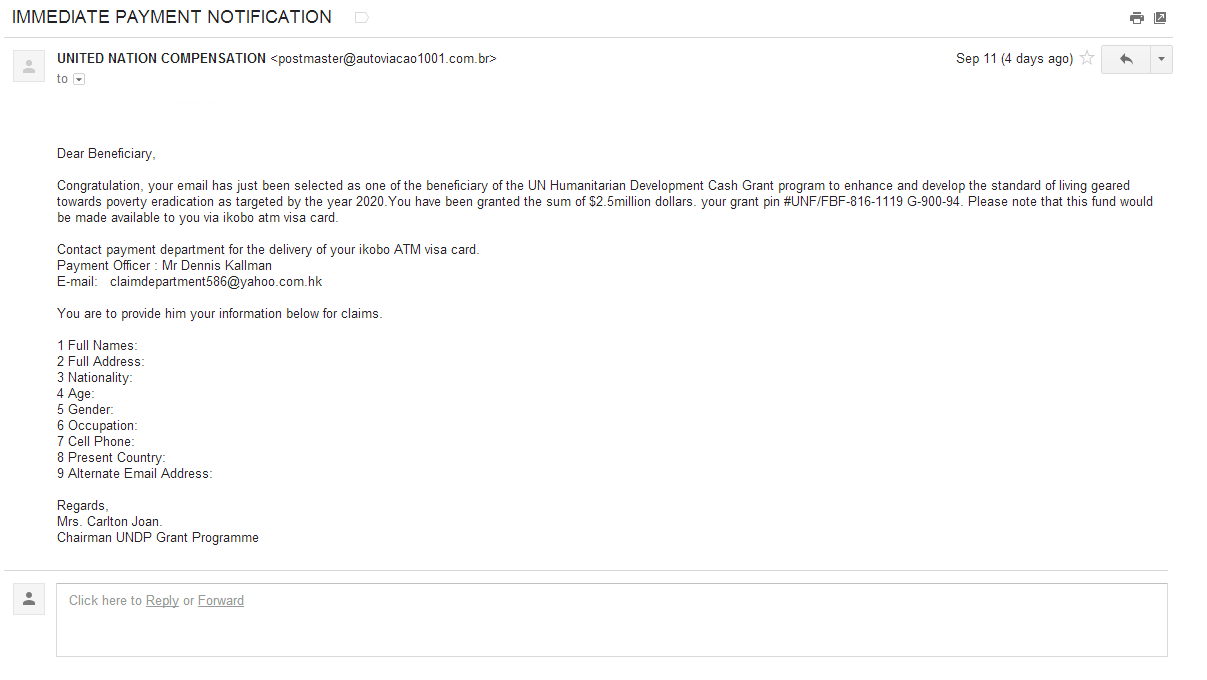 IMMEDIATE PAYMENT NOTIFICATION
UNITED NATION COMPENSATION <postmaster@autoviacao1001.com.br>
Sep 11 (4 days ago)
to
Dear Beneficiary,
Congratulation, your email has just been selected as one of the beneficiary of the UN Humanitarian Development Cash Grant program to enhance and develop the standard of living geared
towards poverty eradication as targeted by the year 2020.You have been granted the sum of $2.5million dollars. your grant pin #UNF/FBF-816-1119 G-900-94. Please note that this fund would
be made available to you via ikobo atm visa card.
Contact payment department for the delivery of your ikobo ATM visa card.
Payment Officer : Mr Dennis Kallman
E-mail:   claimdepartment586@yahoo.com.hk
You are to provide him your information below for claims.
1 Full Names:
2 Full Address:
3 Nationality:
4 Age:
5 Gender:
6 Occupation:
7 Cell Phone:
8 Present Country:
9 Alternate Email Address:
Regards,
Mrs. Carlton Joan.
Chairman UNDP Grant Programme
Click here to Reply or Forward